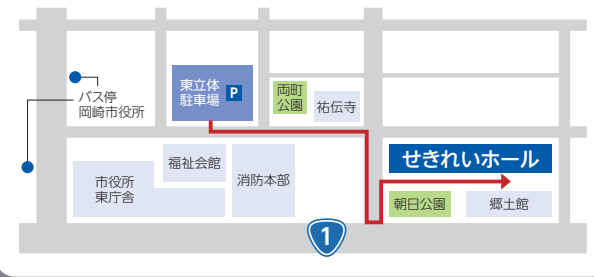 バス停
岡崎市役所
東立体
駐車場
P
両町
公園
祐伝寺
市役所
東庁舎
福祉会館
消防本部
せきれいホール
朝日公園
郷土館
1